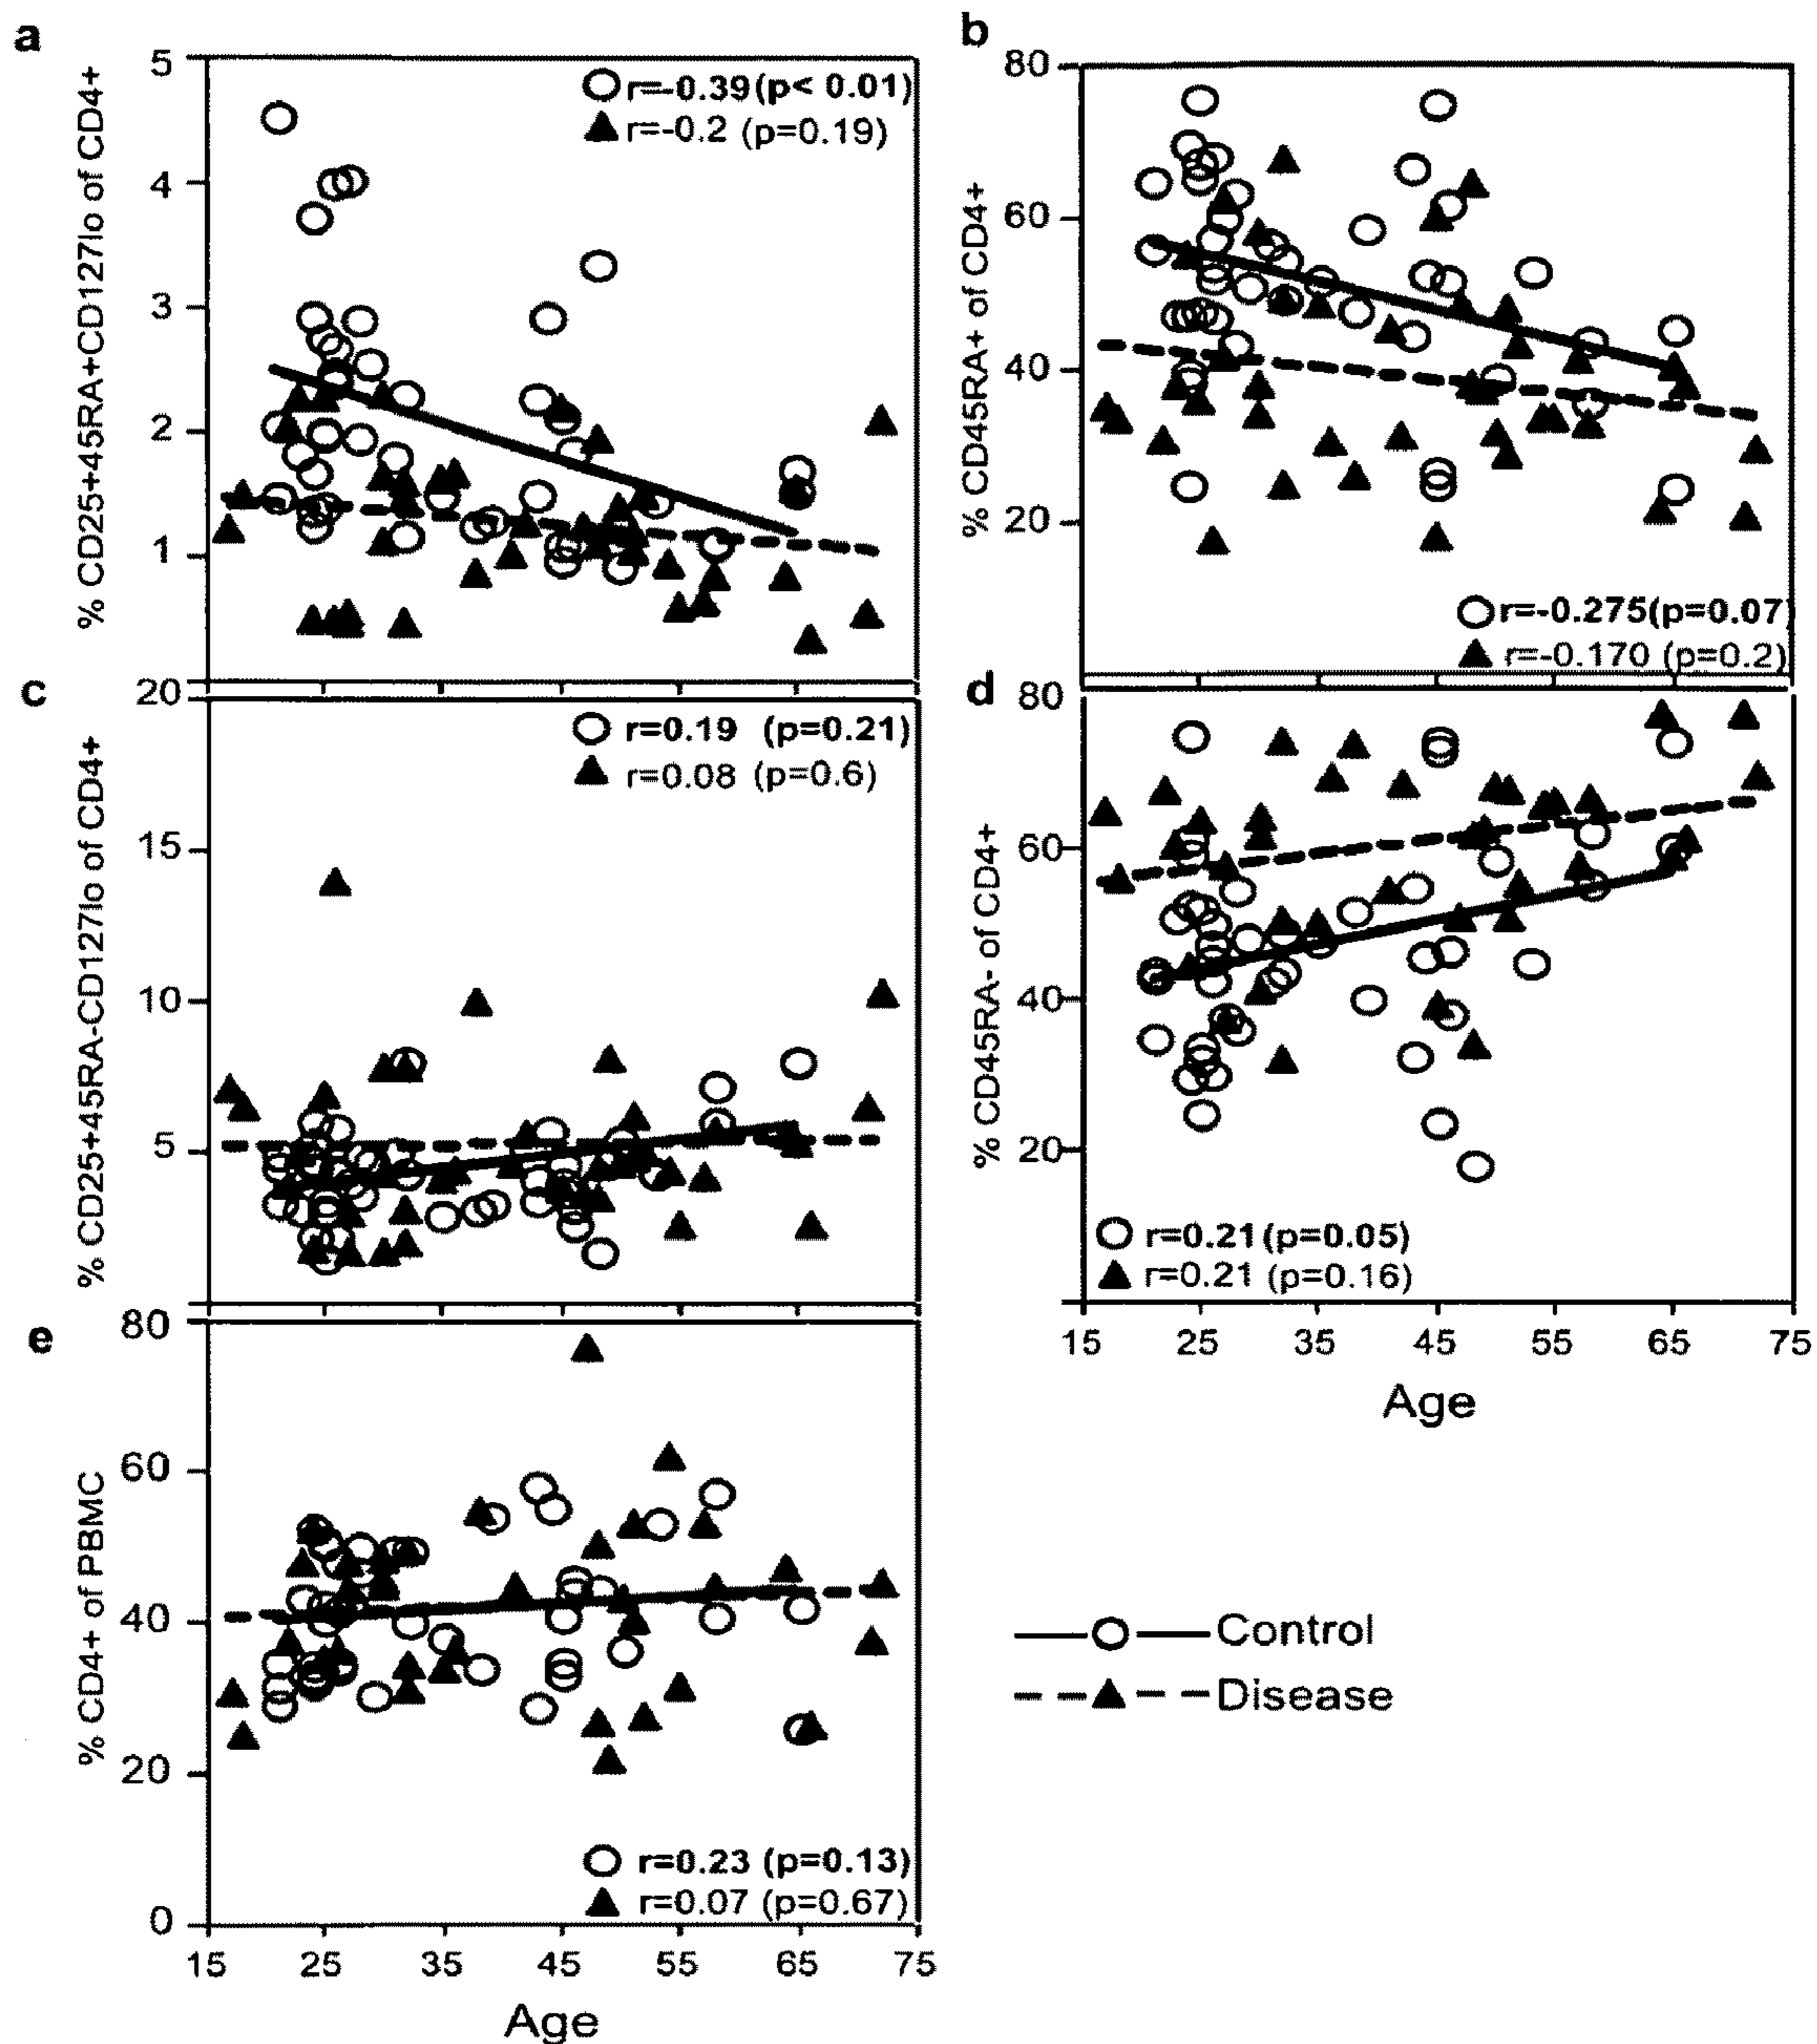 a
% CD25+45RA+CD127lo of CD4+
5
4
3
2
1
r=-0.39(p< 0.01)
r=-0.2 (p=0.19)
b
% CD45RA+ of CD4+
80
60
40
20
r=-0.275(p=0.07)
r=-0.170 (p=0.2)
c
% CD25+45RA-CD127lo of CD4+
20
15
10
5
r=0.19 (p=0.21)
r=0.08 (p=0.6)
d
% CD45RA- of CD4+
80
60
40
20
r=0.21(p=0.05)
r=0.21 (p=0.16)
15 25 35 45 55 65 75
Age
e
% CD4+ of PBMC
80
60
40
20
0
r=0.23 (p=0.13)
r=0.07 (p=0.67)
15 25 35 45 55 65 75
Age
Control
Disease